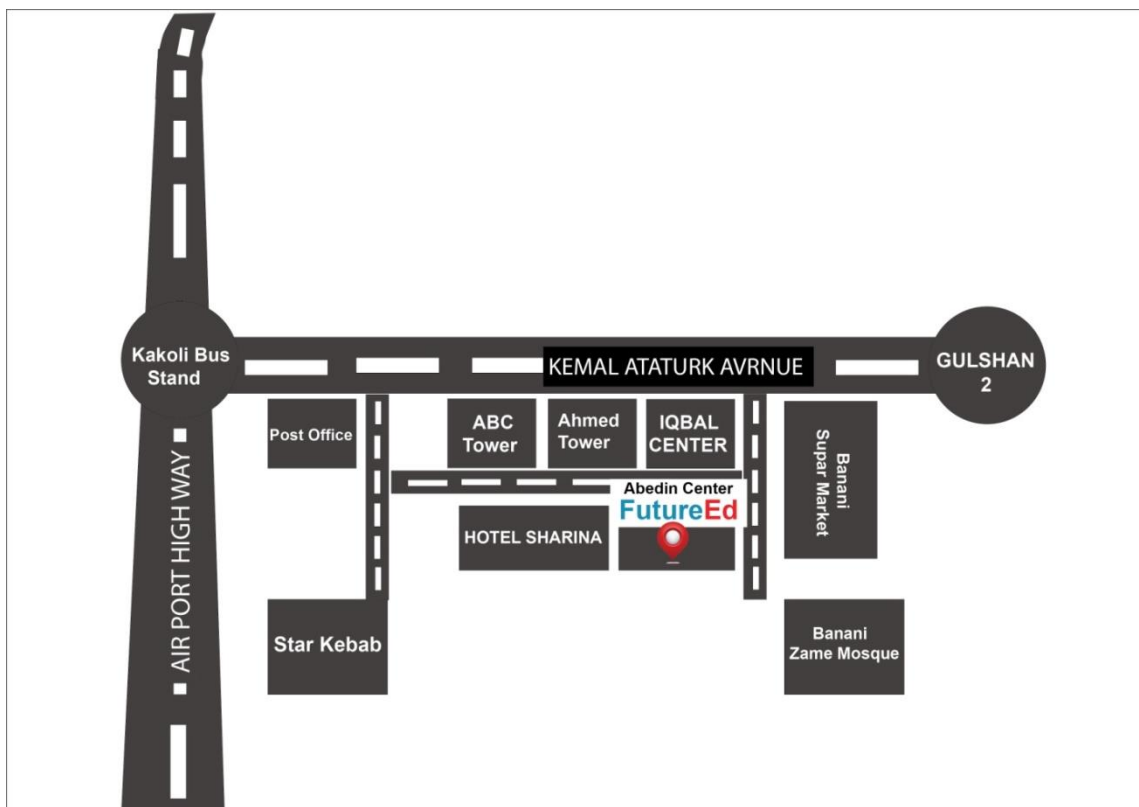 Kakoli Bus
Stand
KEMAL ATATURK AVRNUE
GULSHAN
2
Post Office
ABC
Tower
Ahmed
Tower
IQBAL
CENTER
Banani
Supar Market
Abedin Center
FutureEd
HOTEL SHARINA
AIR PORT HIGH WAY
Star Kebab
Banani
Zame Mosque